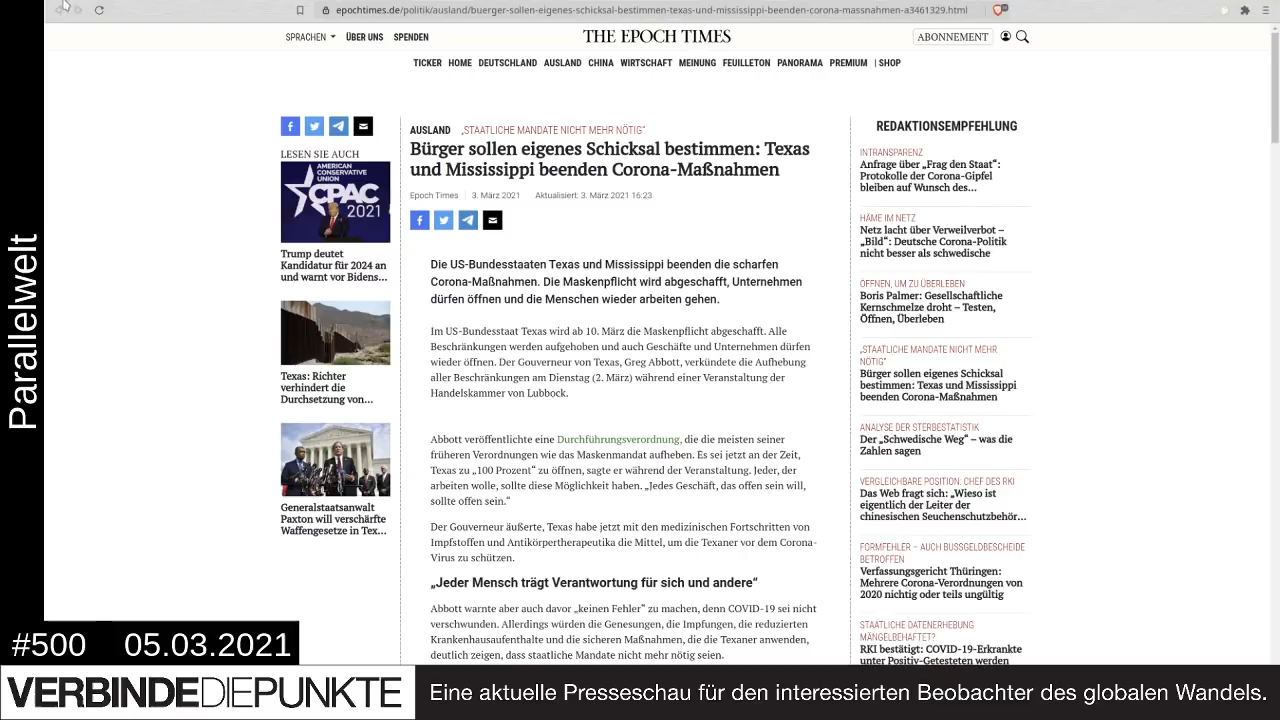 epochtimes.de/politik/ausland/buerger-sollen-eigenes-schicksal-bestimmen-texas-und-mississippi-beenden-corona-massnahmen-a3461329.html
SPRACHEN ÜBER UNS SPENDEN
THE EPOCH TIMES
ABONNEMENT
TICKER HOME DEUTSCHLAND AUSLAND CHINA WIRTSCHAFT MEINUNG FEUILLETON PANORAMA PREMIUM | SHOP
Parallelwelt
LESEN SIE AUCH
AMERICAN
CONSERVATIVE
UNION
CPAC
2021
Trump deutet
Kandidatur für 2024 an
und warnt vor Bidens...
Texas: Richter
verhindert die
Durchsetzung von...
Generalstaatsanwalt
Paxton will verschärfte
Waffengesetze in Tex...
AUSLAND „STAATLICHE MANDATE NICHT MEHR NÖTIG“
Bürger sollen eigenes Schicksal bestimmen: Texas
und Mississippi beenden Corona-Maßnahmen
Epoch Times 3. März 2021 Aktualisiert: 3. März 2021 16:23
Die US-Bundesstaaten Texas und Mississippi beenden die scharfen
Corona-Maßnahmen. Die Maskenpflicht wird abgeschafft, Unternehmen
dürfen öffnen und die Menschen wieder arbeiten gehen.
Im US-Bundesstaat Texas wird ab 10. März die Maskenpflicht abgeschafft. Alle
Beschränkungen werden aufgehoben und auch Geschäfte und Unternehmen dürfen
wieder öffnen. Der Gouverneur von Texas, Greg Abbott, verkündete die Aufhebung
aller Beschränkungen am Dienstag (2. März) während einer Veranstaltung der
Handelskammer von Lubbock.
Abbott veröffentlichte eine Durchführungsverordnung, die die meisten seiner
früheren Verordnungen wie das Maskenmandat aufheben. Es sei jetzt an der Zeit,
Texas zu „100 Prozent“ zu öffnen, sagte er während der Veranstaltung. Jeder, der
arbeiten wolle, sollte diese Möglichkeit haben. „Jedes Geschäft, das offen sein will,
sollte offen sein.“
Der Gouverneur äußerte, Texas habe jetzt mit den medizinischen Fortschritten von
Impfstoffen und Antikörpertherapeutika die Mittel, um die Texaner vor dem Corona-
Virus zu schützen.
„Jeder Mensch trägt Verantwortung für sich und andere“
Abbott warnte aber auch davor „keinen Fehler“ zu machen, denn COVID-19 sei nicht
verschwunden. Allerdings würden die Genesungen, die Impfungen, die reduzierten
Krankenhausaufenthalte und die sicheren Maßnahmen, die die Texaner anwenden,
deutlich zeigen, dass staatliche Mandate nicht mehr nötig seien.
REDAKTIONSEMPFEHLUNG
INTRANSPARENZ
Anfrage über „Frag den Staat“:
Protokolle der Corona-Gipfel
bleiben auf Wunsch des...
HÄME IM NETZ
Netz lacht über Verweilverbot –
„Bild“: Deutsche Corona-Politik
nicht besser als schwedische
ÖFFNEN, UM ZU ÜBERLEBEN
Boris Palmer: Gesellschaftliche
Kernschmelze droht – Testen,
Öffnen, Überleben
„STAATLICHE MANDATE NICHT MEHR
NÖTIG“
Bürger sollen eigenes Schicksal
bestimmen: Texas und Mississippi
beenden Corona-Maßnahmen
ANALYSE DER STERBESTATISTIK
Der „Schwedische Weg“ – was die
Zahlen sagen
VERGLEICHBARE POSITION: CHEF DES RKI
Das Web fragt sich: „Wieso ist
eigentlich der Leiter der
chinesischen Seuchenschutzbehör...
FORMFEHLER – AUCH BUSSGELDBESCHEIDE
BETROFFEN
Verfassungsgericht Thüringen:
Mehrere Corona-Verordnungen von
2020 nichtig oder teils ungültig
STAATLICHE DATENERHEBUNG
MÄNGELBEHAFTET?
RKI bestätigt: COVID-19-Erkrankte
unter Positiv-Getesteten werden
#500 05.03.2021
VERBINDEDIEPUNKTE
Eine aktuelle Presseschau für den interessierten Beobachter des globalen Wandels.